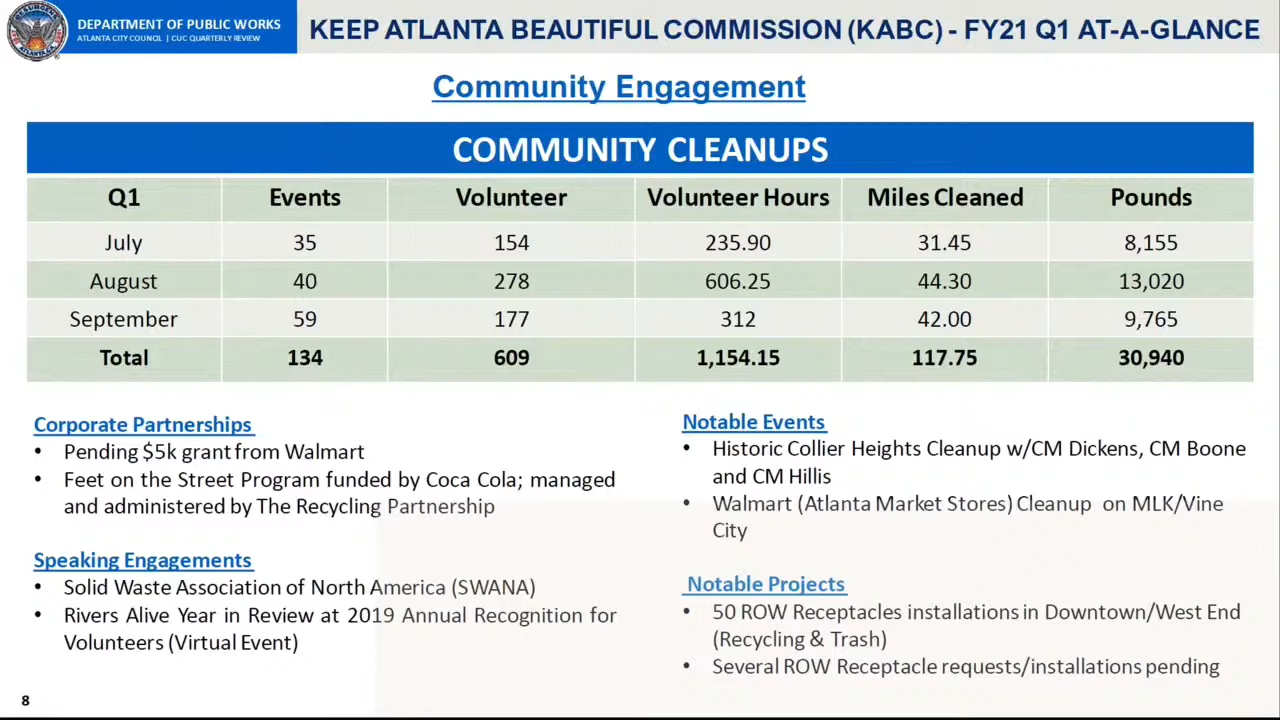 DEPARTMENT OF PUBLIC WORKS
ATLANTA CITY COUNCIL | CUC QUARTERLY REVIEW
KEEP ATLANTA BEAUTIFUL COMMISSION (KABC) - FY21 Q1 AT-A-GLANCE
Community Engagement
COMMUNITY CLEANUPS
Q1 Events Volunteer Volunteer Hours Miles Cleaned Pounds
July 35 154 235.90 31.45 8,155
August 40 278 606.25 44.30 13,020
September 59 177 312 42.00 9,765
Total 134 609 1,154.15 117.75 30,940
Corporate Partnerships
• Pending $5k grant from Walmart
• Feet on the Street Program funded by Coca Cola; managed
and administered by The Recycling Partnership
Speaking Engagements
• Solid Waste Association of North America (SWANA)
• Rivers Alive Year in Review at 2019 Annual Recognition for
Volunteers (Virtual Event)
Notable Events
• Historic Collier Heights Cleanup w/CM Dickens, CM Boone
and CM Hillis
• Walmart (Atlanta Market Stores) Cleanup on MLK/Vine
City
Notable Projects
• 50 ROW Receptacles installations in Downtown/West End
(Recycling & Trash)
• Several ROW Receptacle requests/installations pending
8